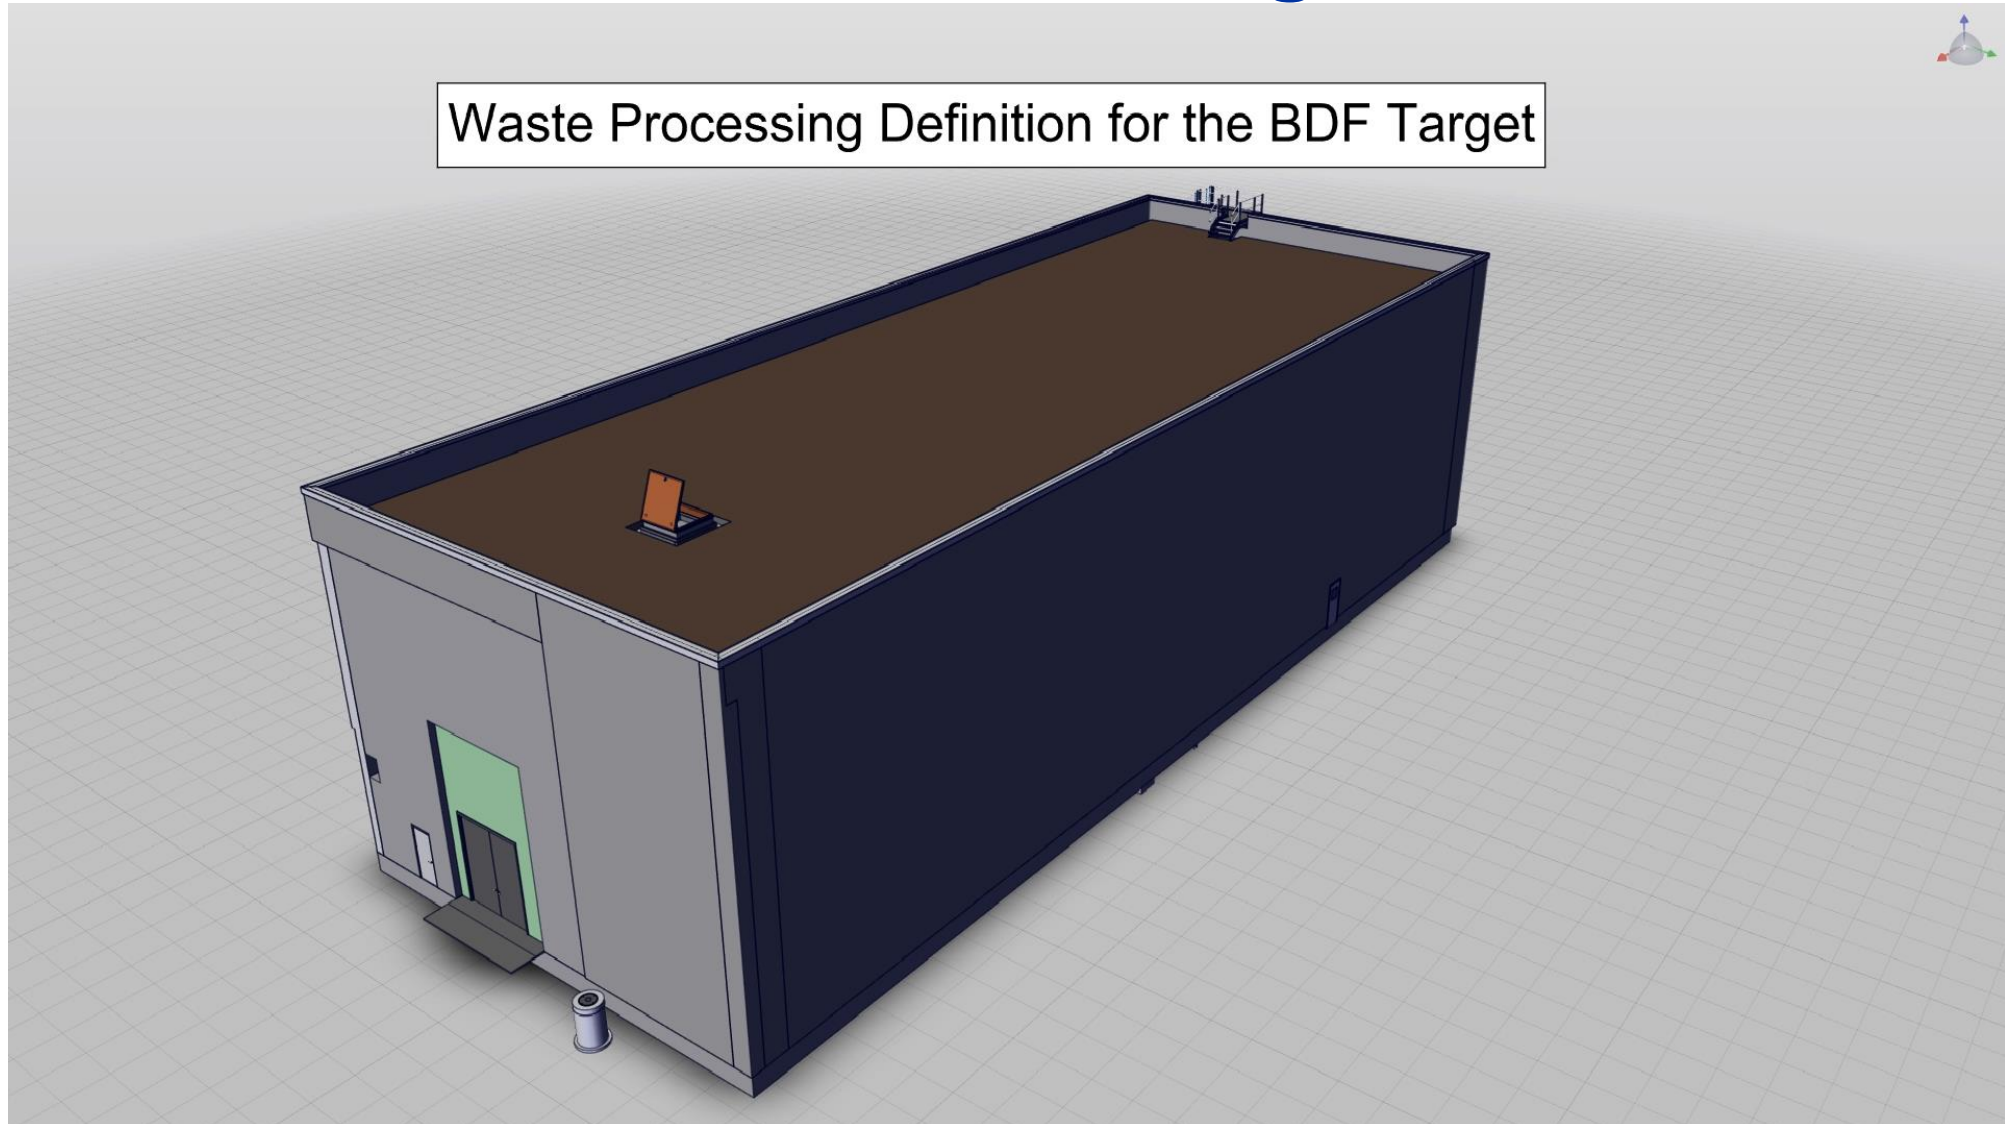 Waste Processing Definition for the BDF Target